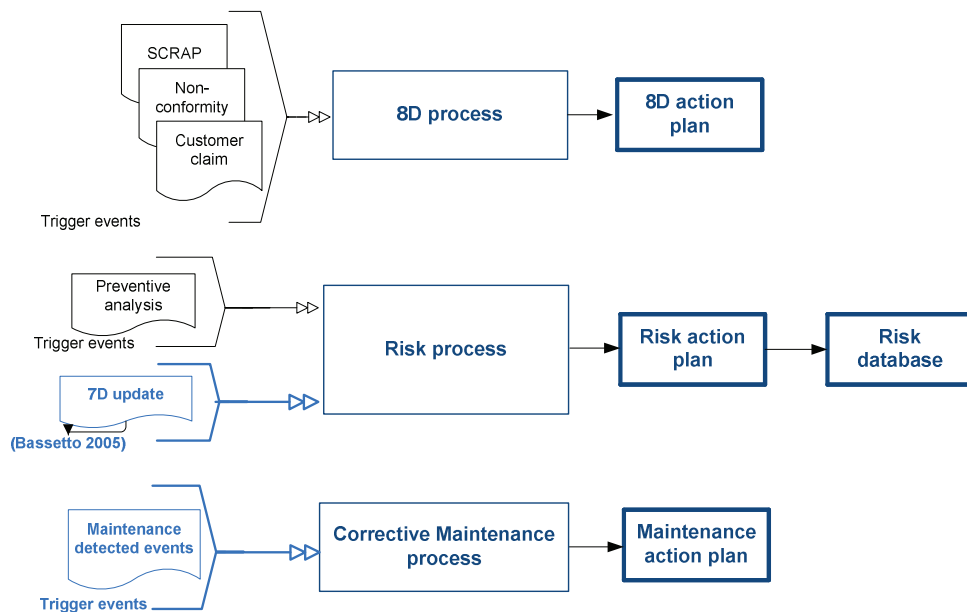 SCRAP
Non-
conformity
Customer
claim
Trigger events
8D process
8D action
plan
Preventive
analysis
Trigger events
7D update
(Bassetto 2005)
Risk process
Risk action
plan
Risk
database
Maintenance
detected events
Trigger events
Corrective Maintenance
process
Maintenance
action plan